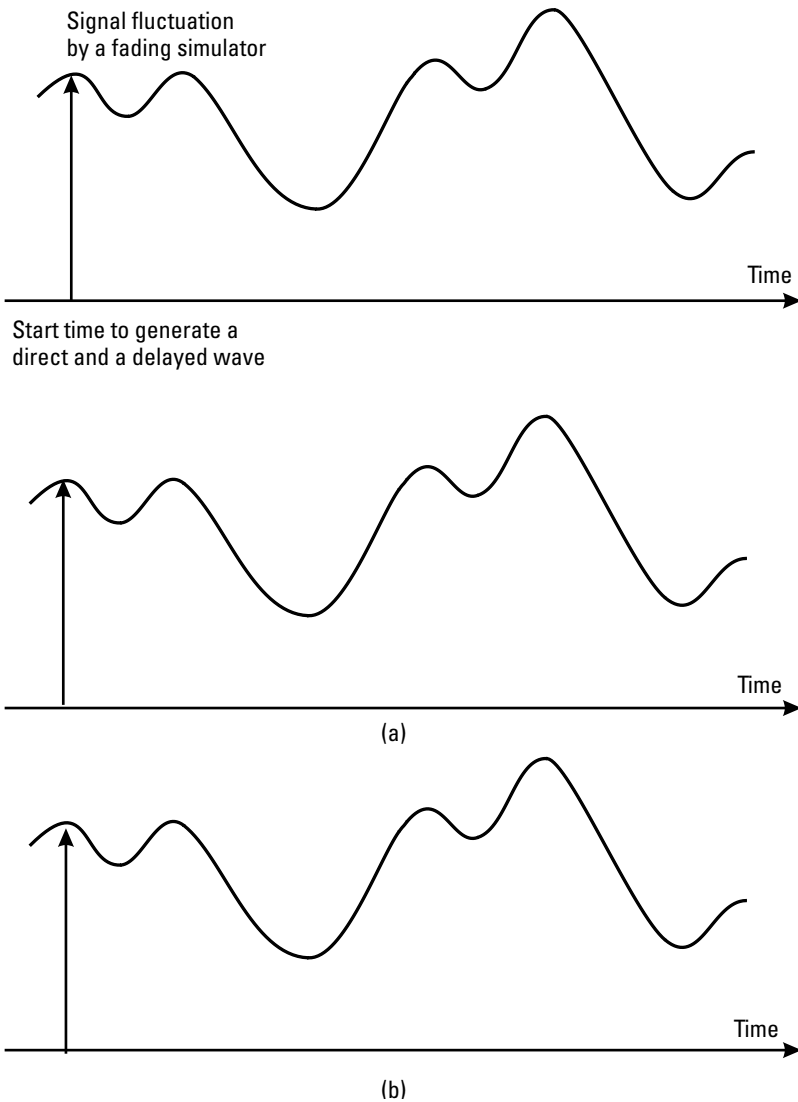 Signal fluctuation
by a fading simulator
Time
Start time to generate a
direct and a delayed wave
Time
(a)
Time
(b)